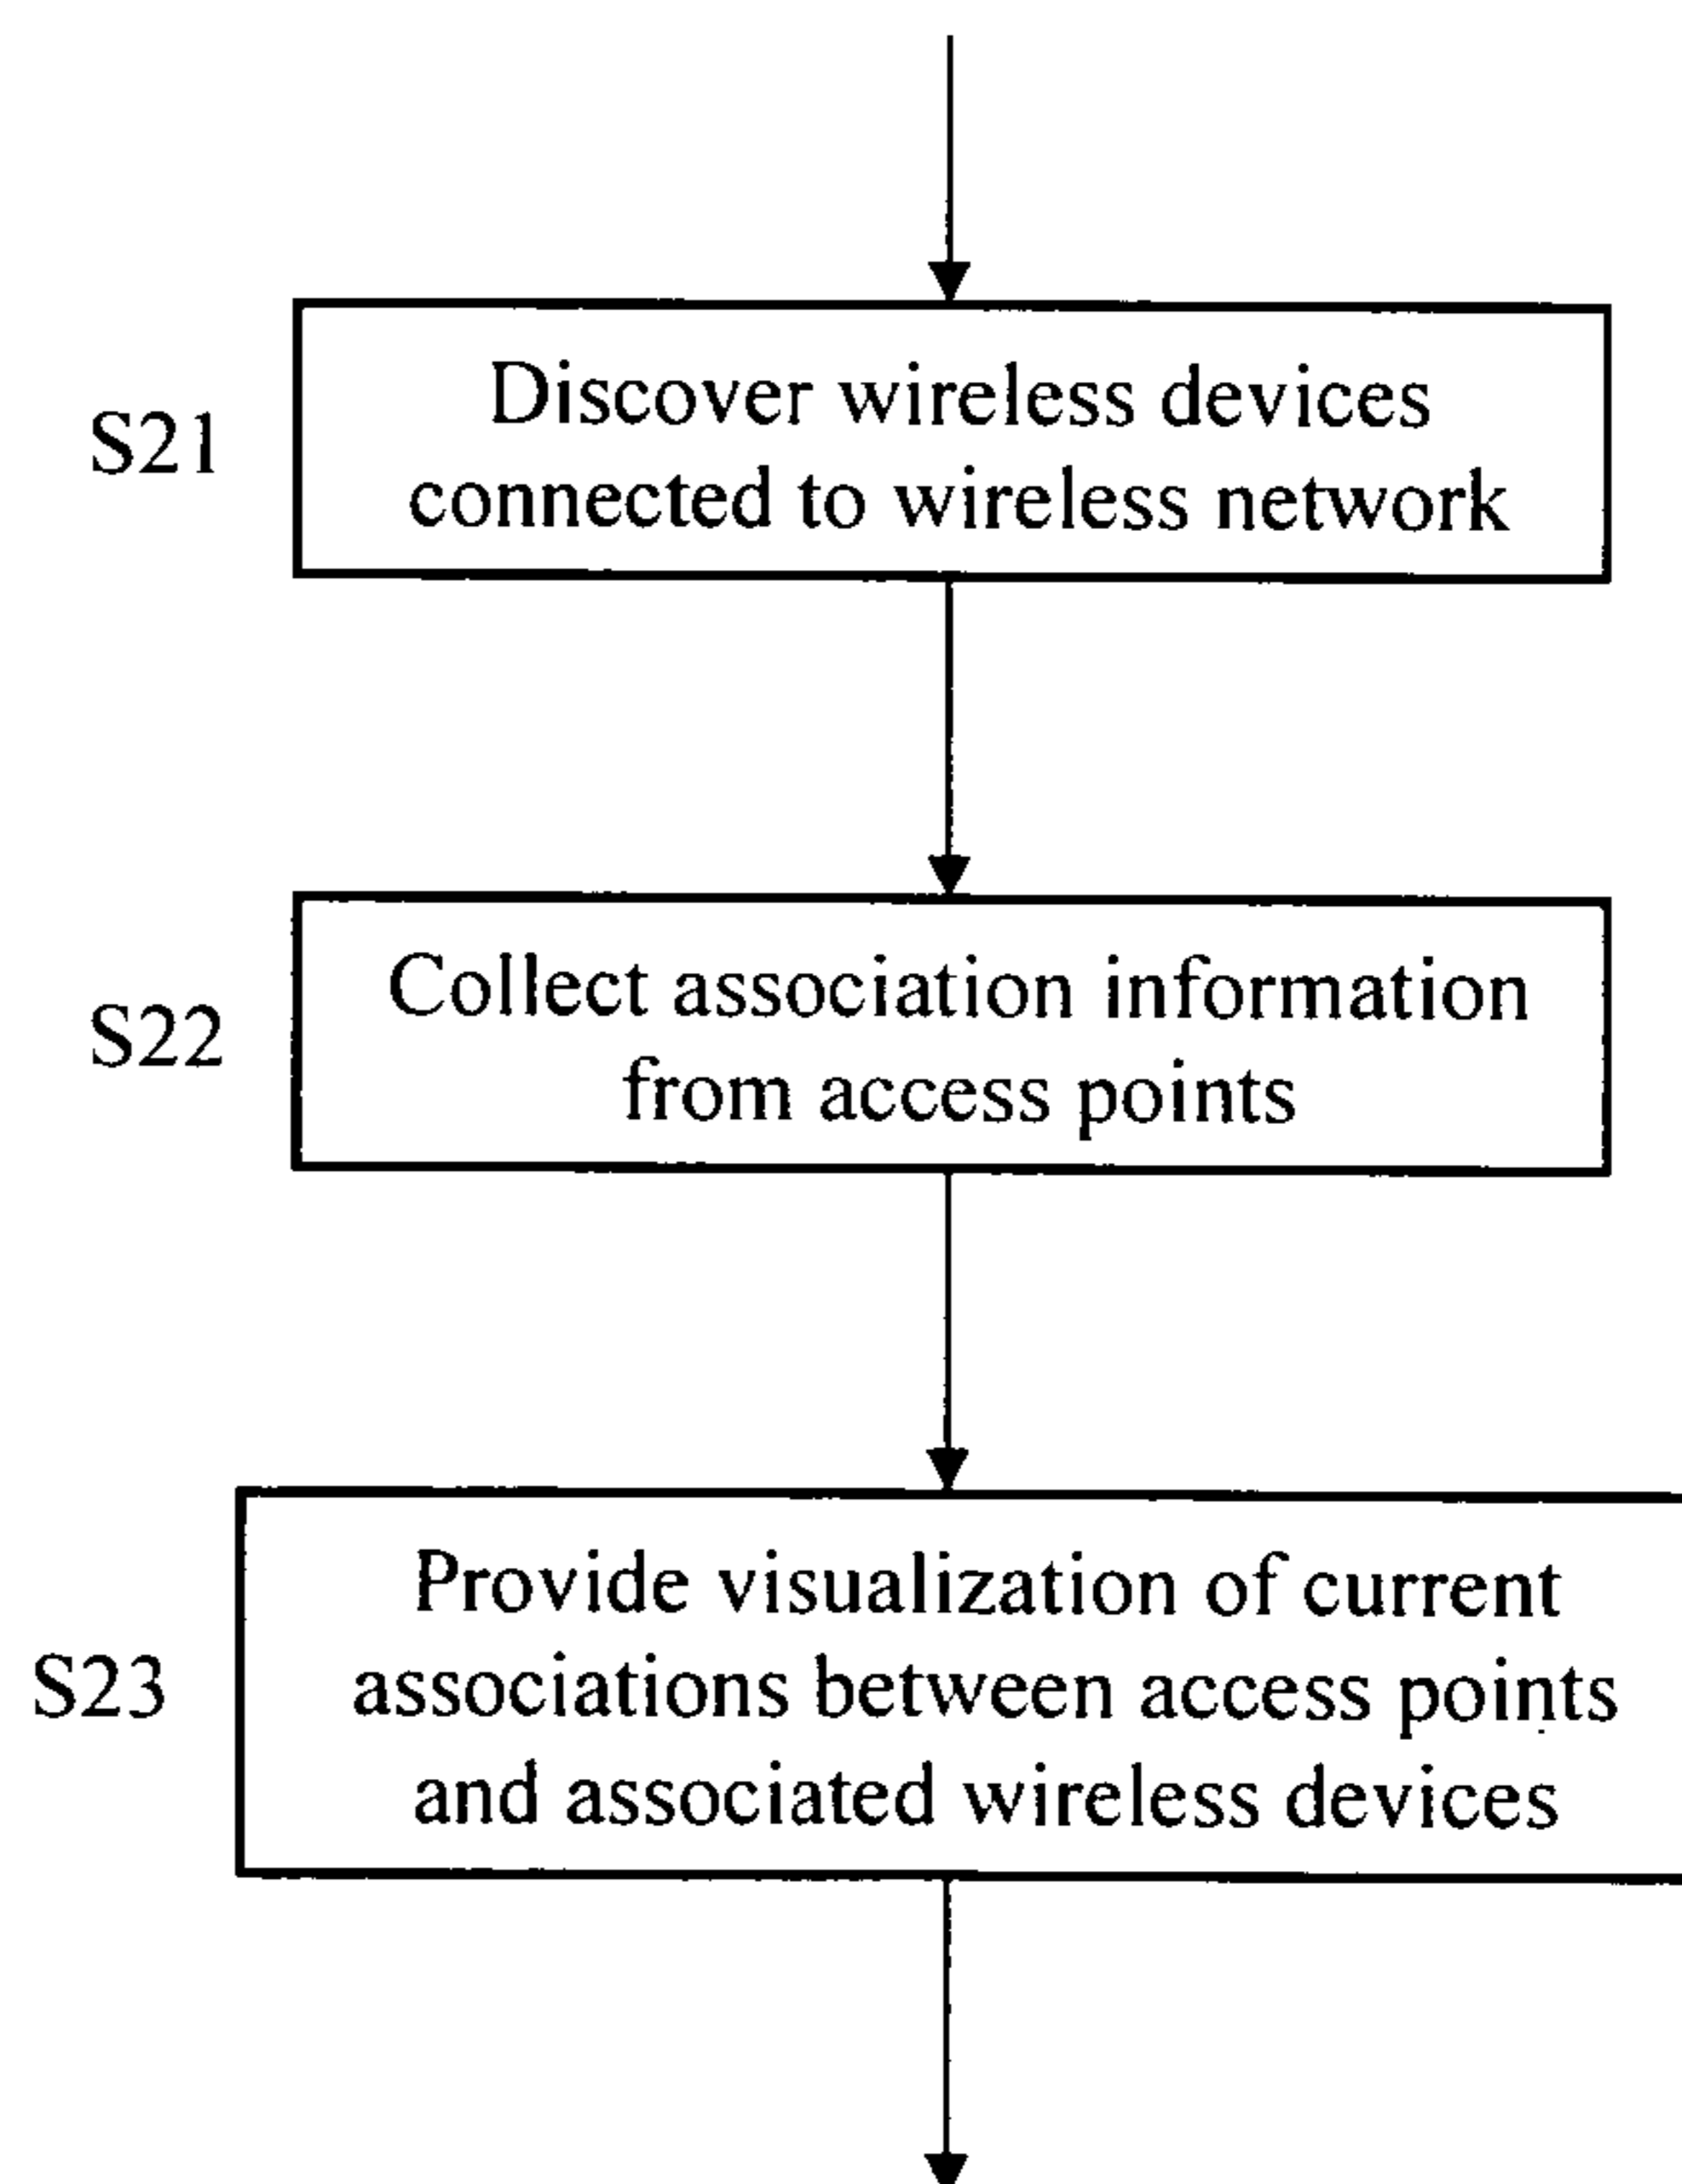 S21
Discover wireless devices
connected to wireless network
S22
Collect association information
from access points
S23
Provide visualization of current
associations between access points
and associated wireless devices